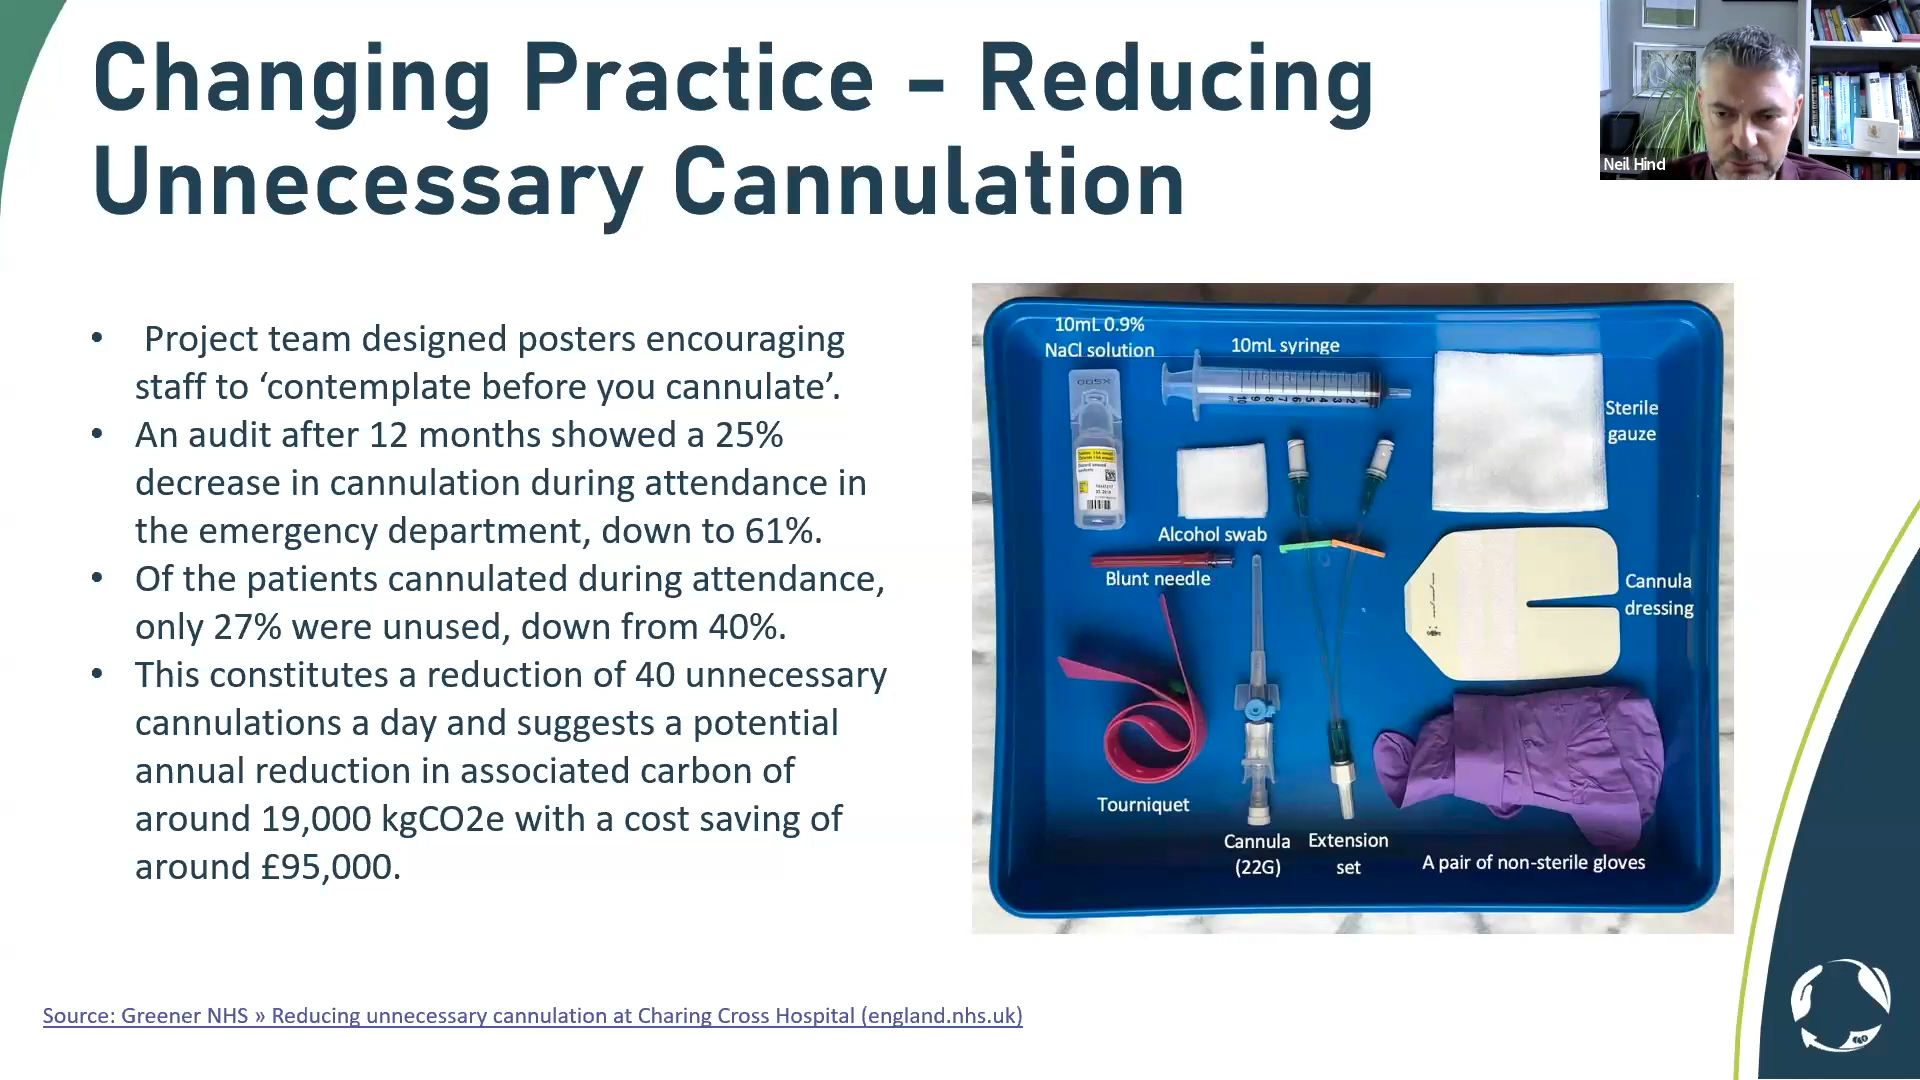 Changing Practice - Reducing
Unnecessary Cannulation
Neil Hind
• Project team designed posters encouraging
staff to ‘contemplate before you cannulate’.
• An audit after 12 months showed a 25%
decrease in cannulation during attendance in
the emergency department, down to 61%.
• Of the patients cannulated during attendance,
only 27% were unused, down from 40%.
• This constitutes a reduction of 40 unnecessary
cannulations a day and suggests a potential
annual reduction in associated carbon of
around 19,000 kgCO2e with a cost saving of
around £95,000.
10mL 0.9%
NaCl solution
10mL syringe
Sterile
gauze
Alcohol swab
Blunt needle
Cannula
dressing
Tourniquet
Cannula
(22G)
Extension
set
A pair of non-sterile gloves
Source: Greener NHS » Reducing unnecessary cannulation at Charing Cross Hospital (england.nhs.uk)